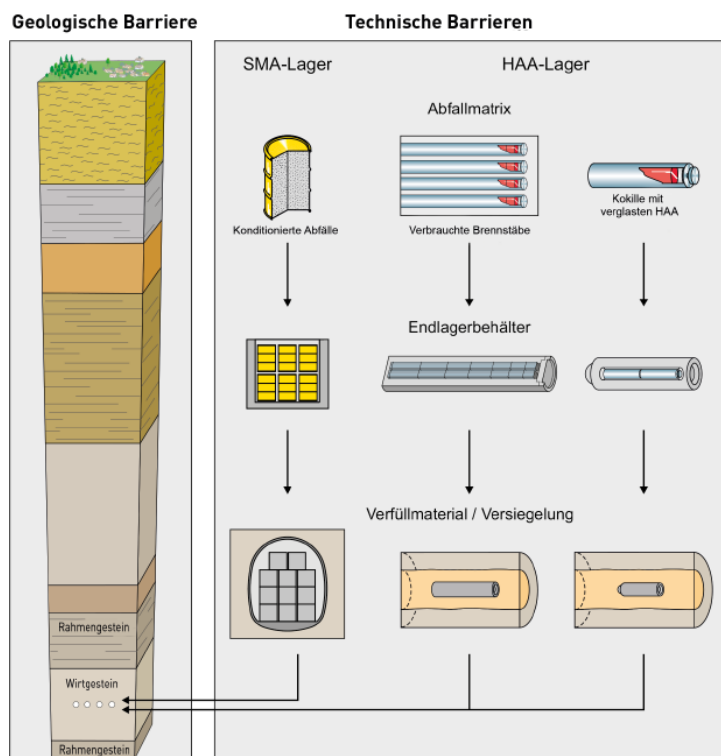 Geologische Barriere
Technische Barrieren
SMA-Lager
HAA-Lager
Abfallmatrix
Konditionierte Abfälle
Verbrauchte Brennstäbe
Kokille mit
verglasten HAA
Endlagerbehälter
Verfüllmaterial / Versiegelung
Rahmengestein
Wirtgestein
Rahmengestein